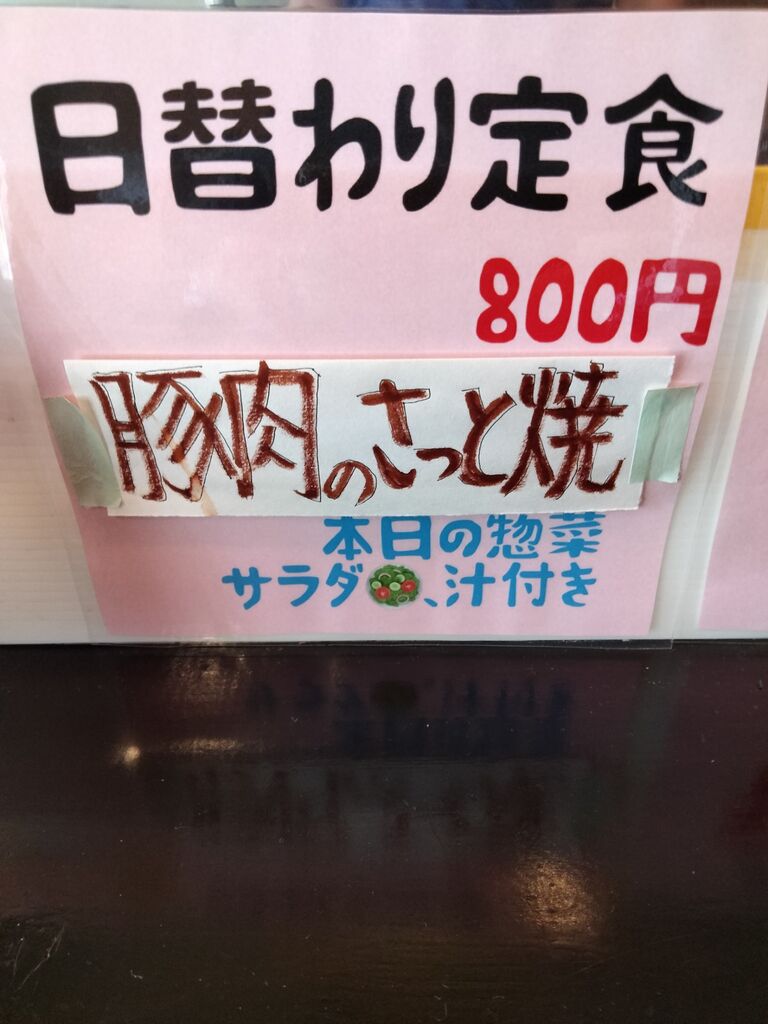 日替わり定食
800円
豚肉のさっと焼
本日の惣菜
サラダ🥗、汁付き